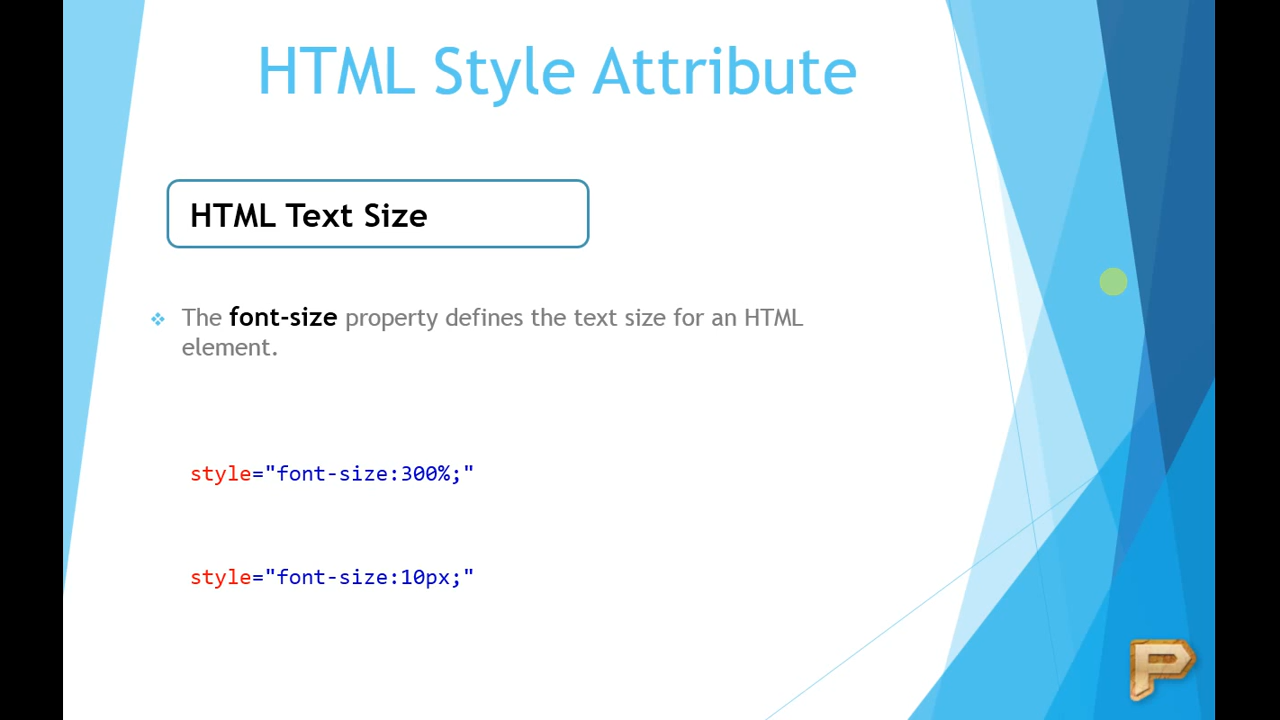 HTML Style Attribute
HTML Text Size
The font-size property defines the text size for an HTML
element.
style="font-size:300%;"
style="font-size:10px;"
P